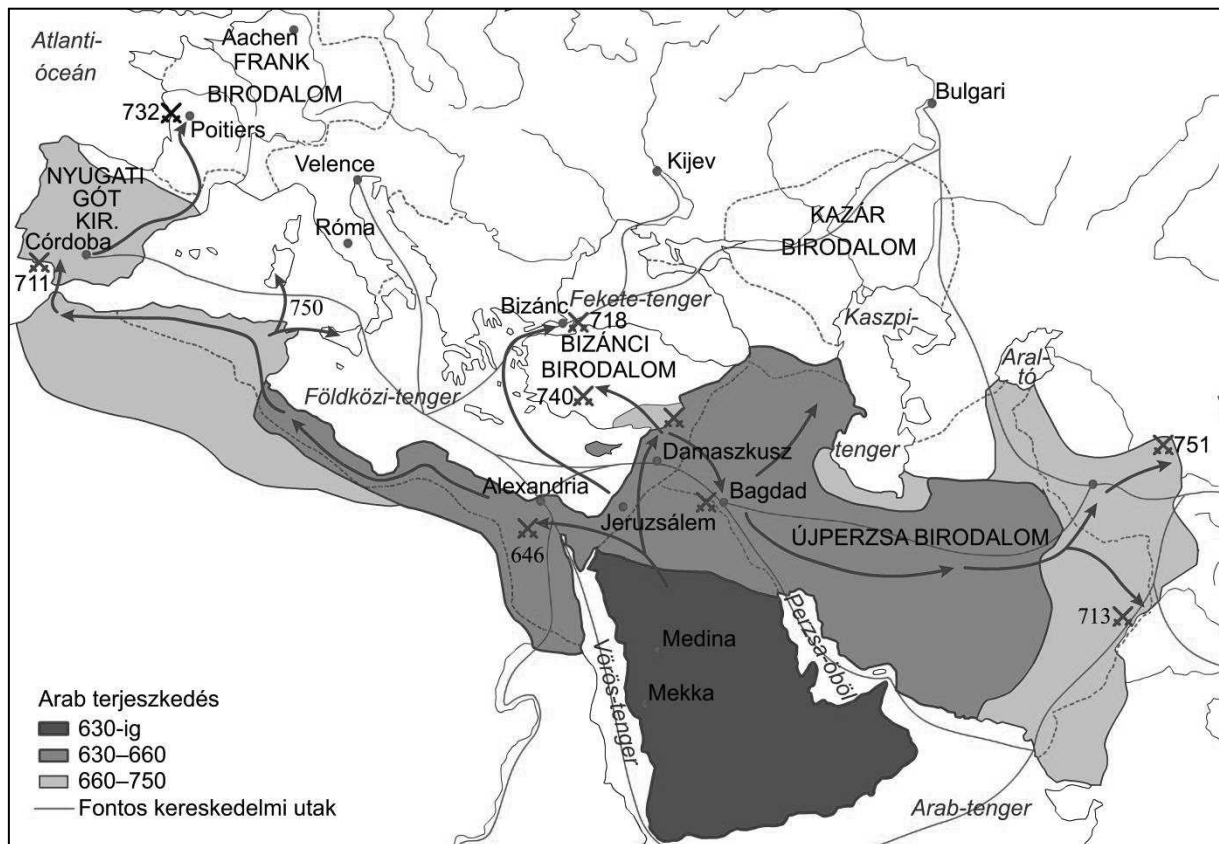 Atlanti-
óceán
Aachen
FRANK
BIRODALOM
732
Poitiers
Bulgari
NYUGATI
GÓT
KIR.
Córdoba
711
Velence
Róma
Kijev
KAZÁR
BIRODALOM
750
Bizánc
Fekete-tenger
718
BIZÁNCI
BIRODALOM
740
Kaszpi-
tenger
Aral-
tó
751
Földközi-tenger
Damaszkusz
Alexandria
Bagdad
Jeruzsálem
ÚJPERZSA BIRODALOM
646
713
Medina
Mekka
Vörös-tenger
Perzsa-öböl
Arab-tenger
Arab terjeszkedés
630-ig
630–660
660–750
Fontos kereskedelmi utak